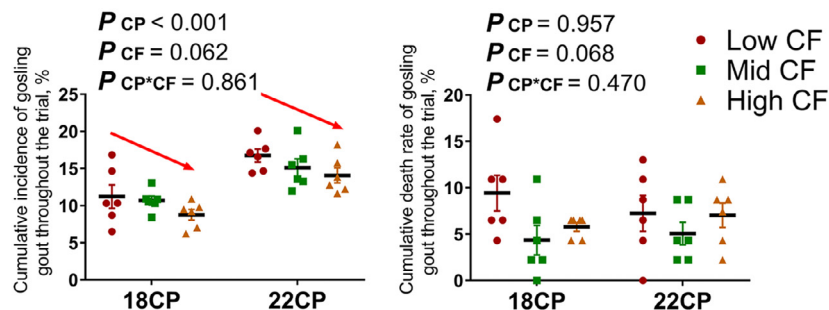 P CP < 0.001
P CF = 0.062
P CP*CF = 0.861
Cumulative incidence of gosling
gout throughout the trial, %
25
20
15
10
5
0
18CP
22CP
P CP = 0.957
P CF = 0.068
P CP*CF = 0.470
Cumulative death rate of gosling
gout throughout the trial, %
20
15
10
5
0
18CP
22CP
Low CF
Mid CF
High CF